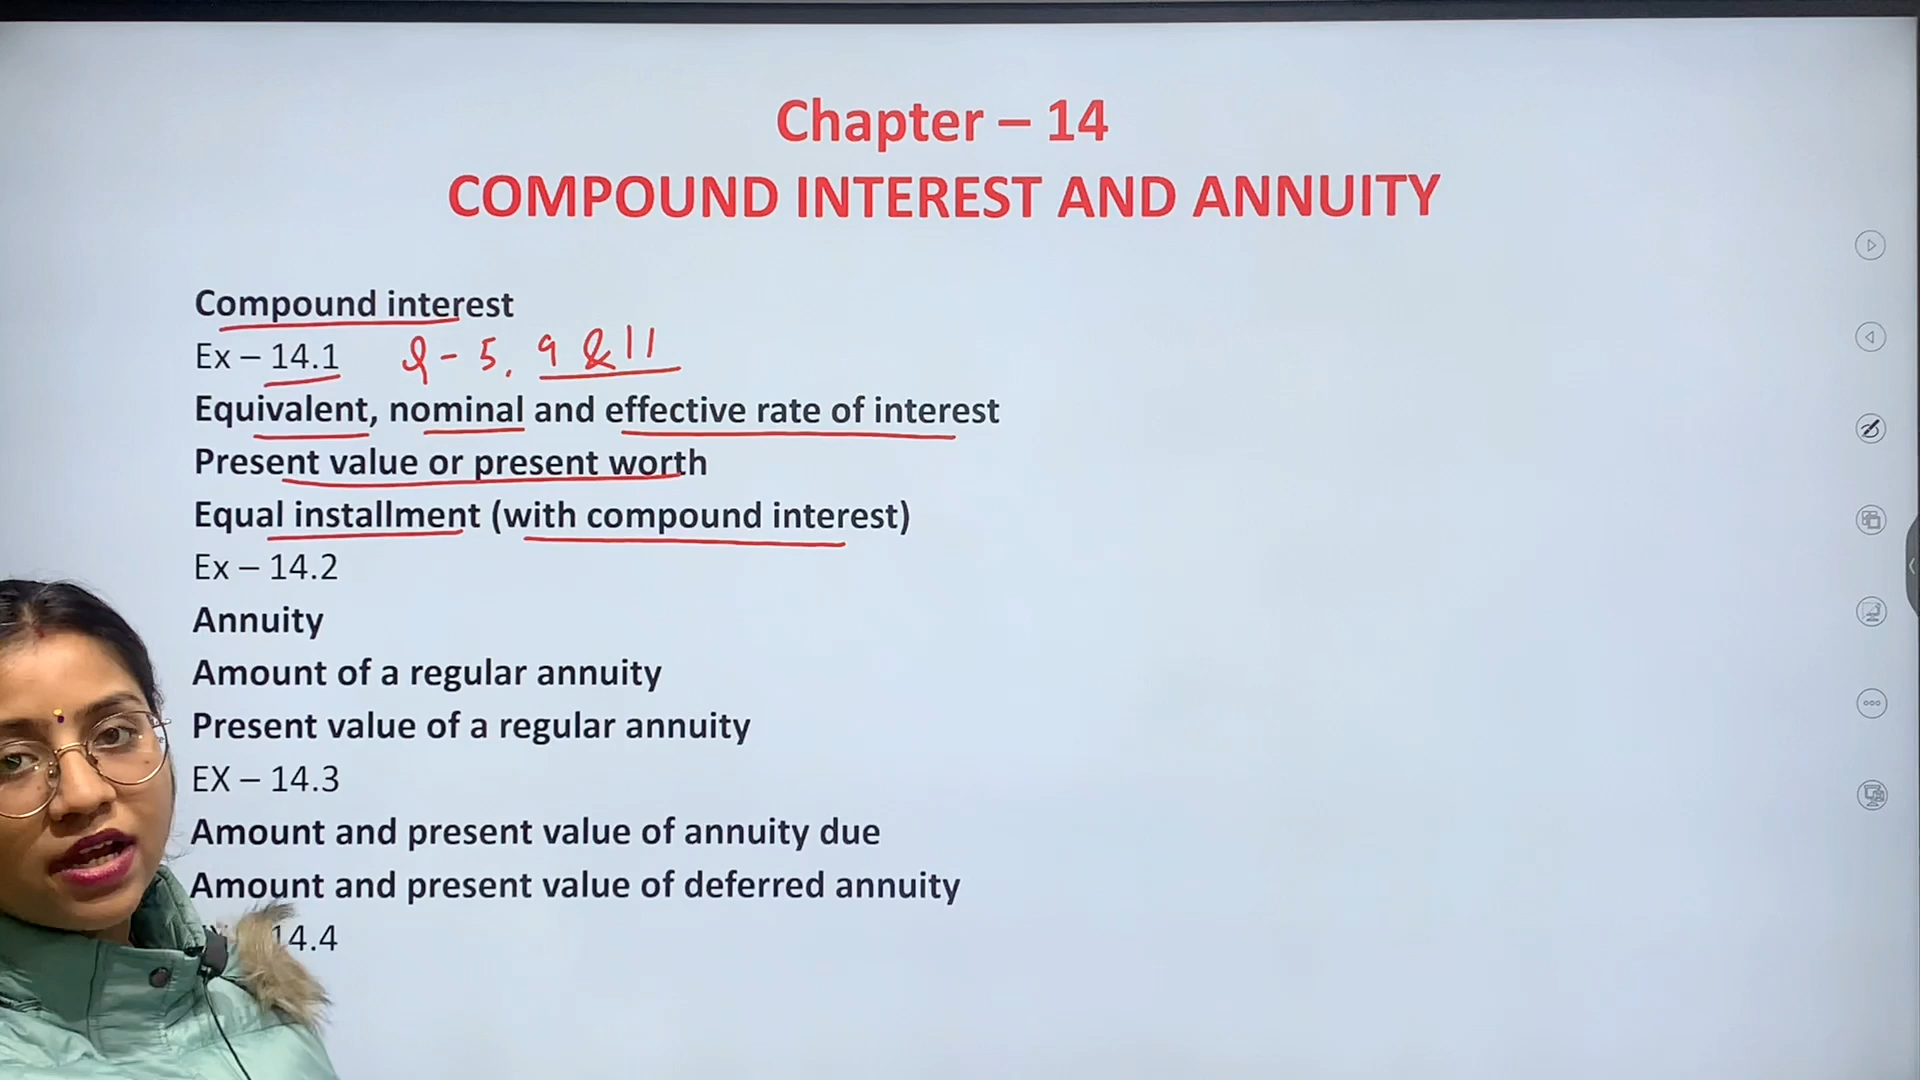 Chapter – 14
COMPOUND INTEREST AND ANNUITY
Compound interest
Ex – 14.1 Q – 5, 9 & 11
Equivalent, nominal and effective rate of interest
Present value or present worth
Equal installment (with compound interest)
Ex – 14.2
Annuity
Amount of a regular annuity
Present value of a regular annuity
EX – 14.3
Amount and present value of annuity due
Amount and present value of deferred annuity
14.4